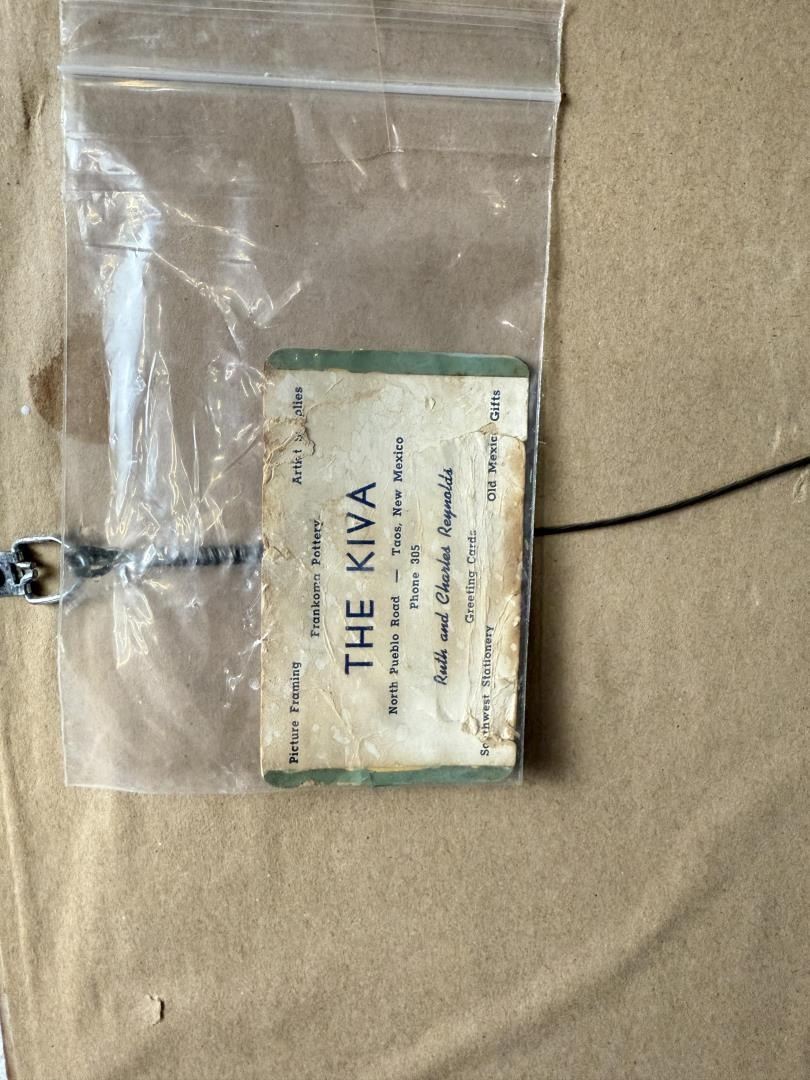 Picture Framing Artist Supplies
Frankoma Pottery
THE KIVA
North Pueblo Road — Taos, New Mexico
Phone 305
Ruth and Charles Reynolds
Greeting Cards
Southwest Stationery Old Mexico Gifts